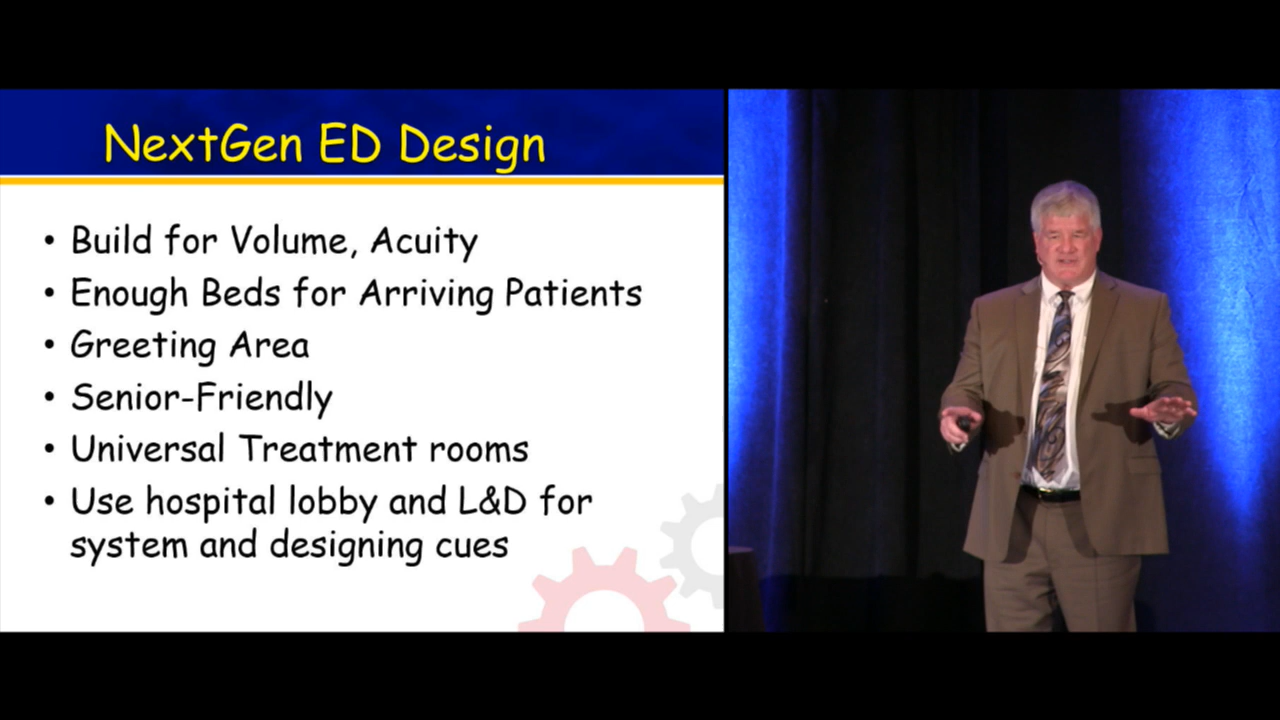 NextGen ED Design
• Build for Volume, Acuity
• Enough Beds for Arriving Patients
• Greeting Area
• Senior-Friendly
• Universal Treatment rooms
• Use hospital lobby and L&D for
system and designing cues